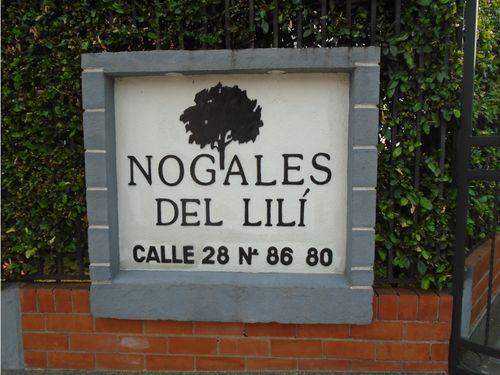 NOGALES
DEL LILÍ
CALLE 28 Nº 86 80